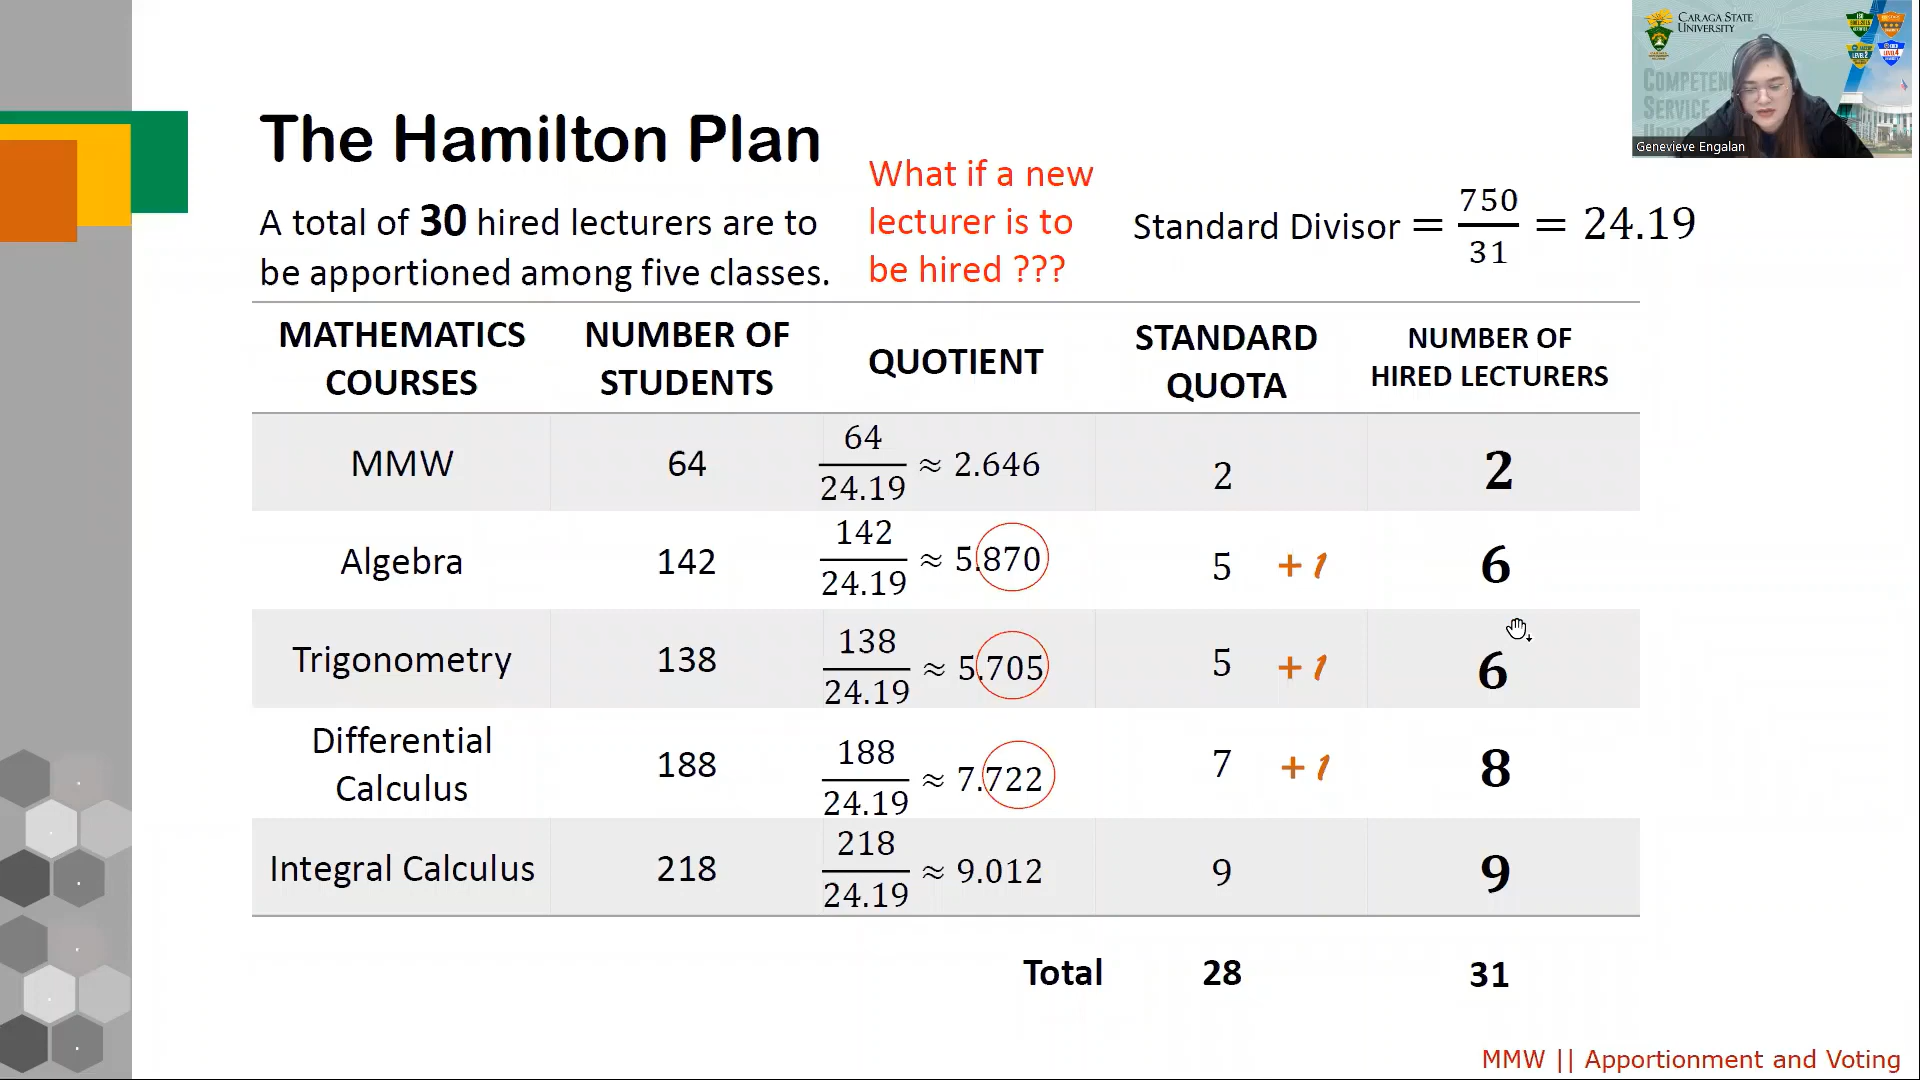 CARAGA STATE
UNIVERSITY
COMPETENC
SERVICE
Genevieve Engalan
The Hamilton Plan
A total of 30 hired lecturers are to
be apportioned among five classes.
What if a new
lecturer is to
be hired ???
Standard Divisor = 750/31 = 24.19
MATHEMATICS COURSES NUMBER OF STUDENTS QUOTIENT STANDARD QUOTA NUMBER OF HIRED LECTURERS
MMW 64 64/24.19 ≈ 2.646 2 2
Algebra 142 142/24.19 ≈ 5.870 5 +1 6
Trigonometry 138 138/24.19 ≈ 5.705 5 +1 6
Differential Calculus 188 188/24.19 ≈ 7.722 7 +1 8
Integral Calculus 218 218/24.19 ≈ 9.012 9 9
Total 28 31
MMW || Apportionment and Voting